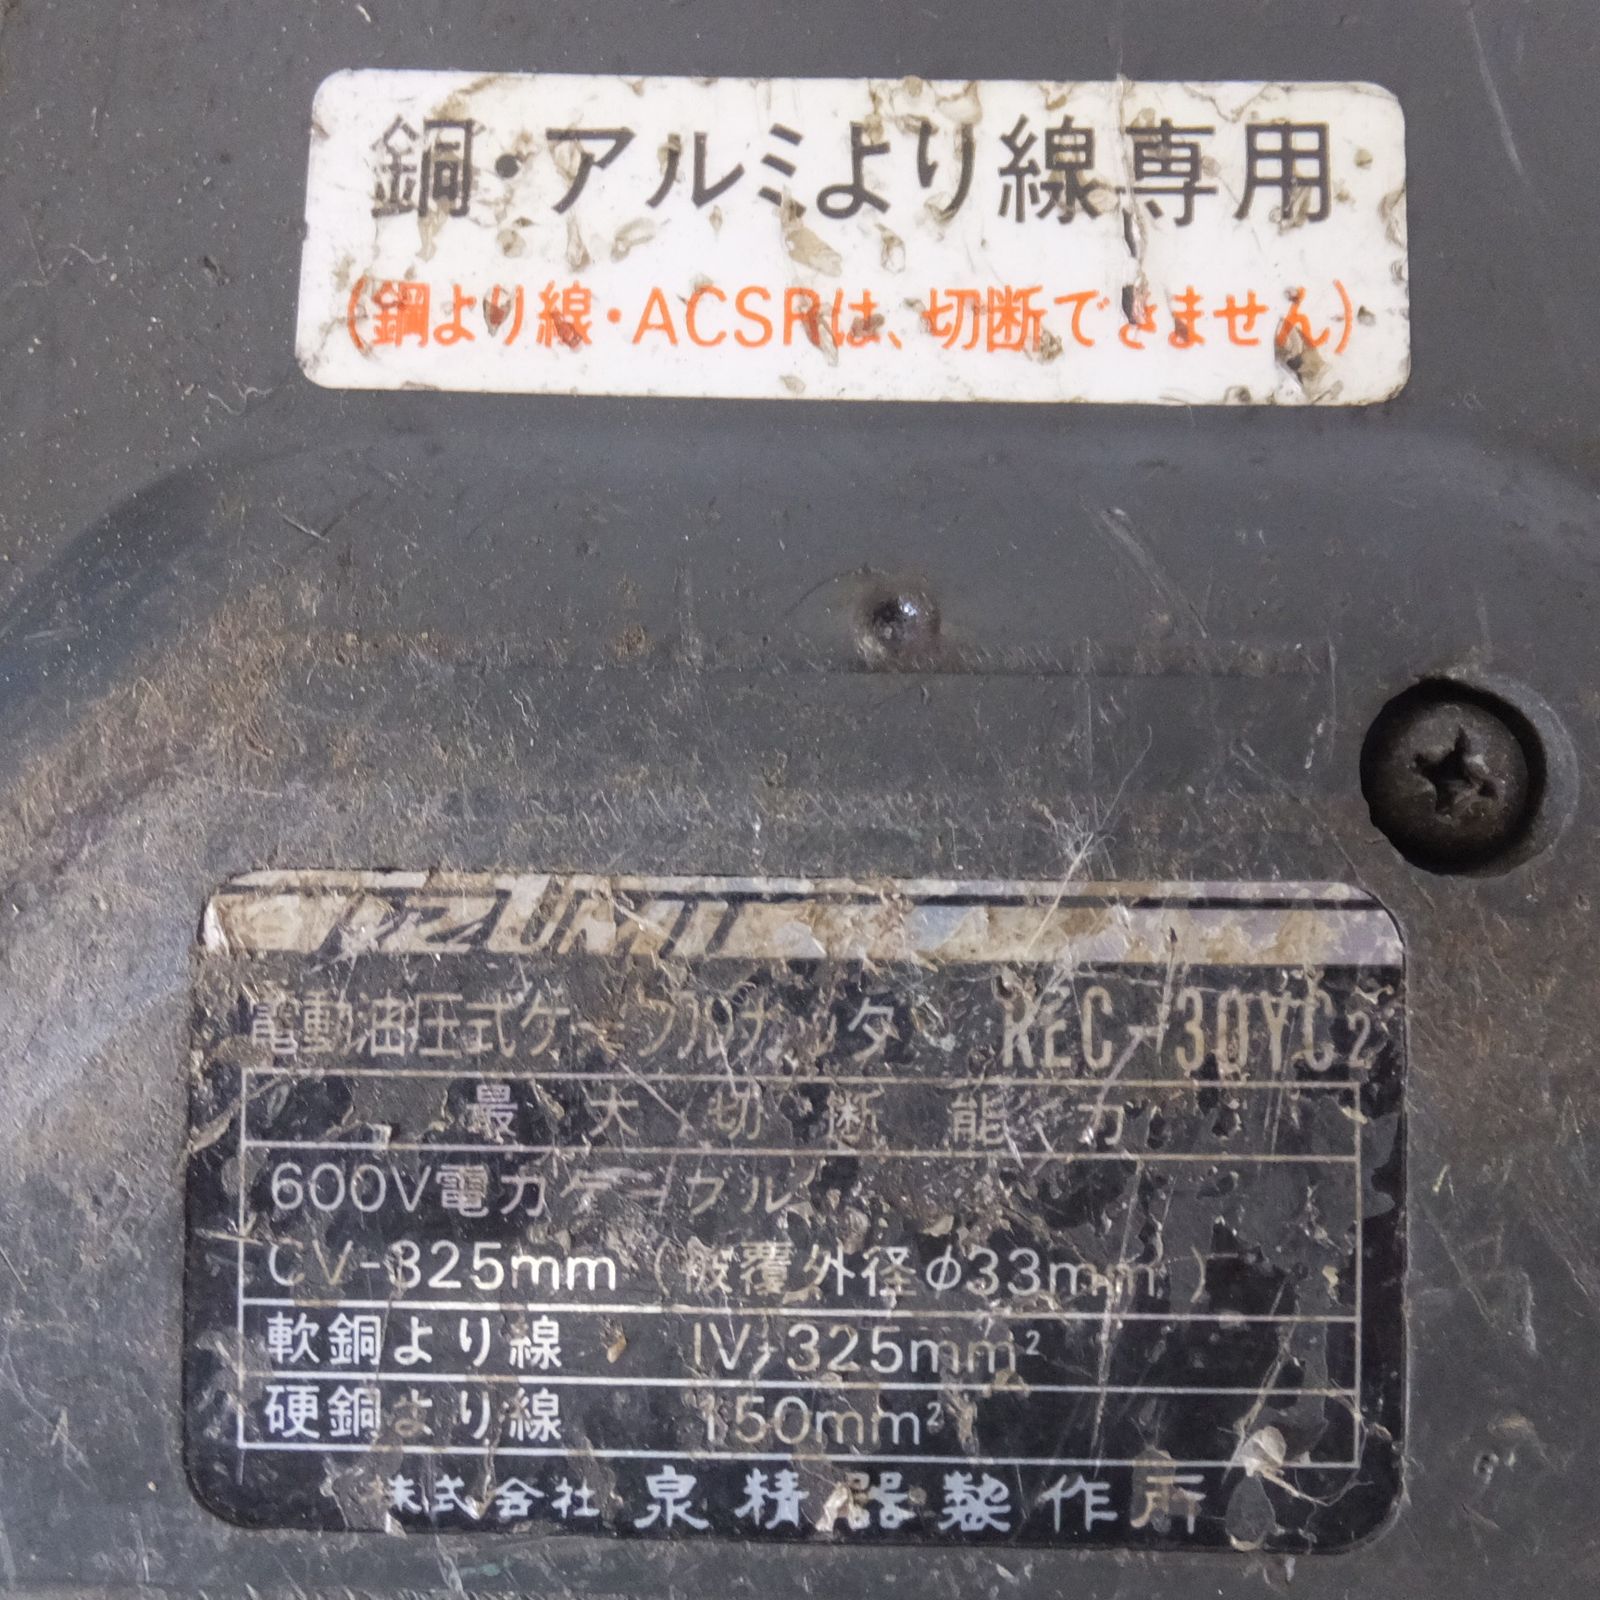 銅・アルミより線専用
(鋼より線・ACSRは、切断できません)
IZUMI
電動油圧式ケーブルカッタ REC-30YC2
最大切断能力
600V電力ケーブル
CV-325mm (被覆外径φ33mm)
軟銅より線 IV-325mm²
硬銅より線 150mm²
株式会社 泉精器製作所